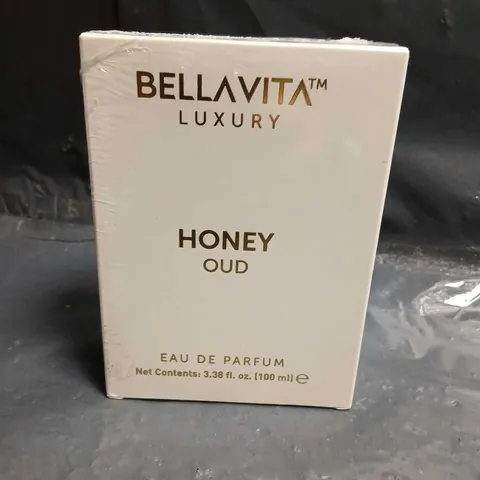 BELLAVITA™
LUXURY
HONEY
OUD
EAU DE PARFUM
Net Contents: 3.38 fl. oz. (100 ml) ℮